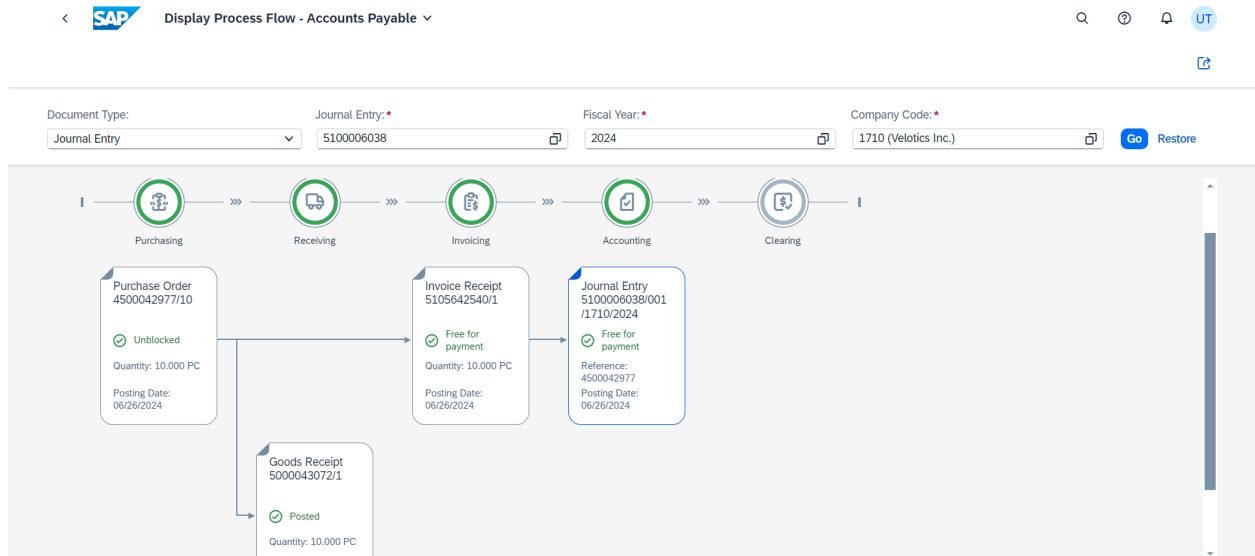 SAP Display Process Flow - Accounts Payable
UT
Document Type:
Journal Entry:*
Fiscal Year:*
Company Code:*
Journal Entry
5100006038
2024
1710 (Velotics Inc.)
Go
Restore
Purchasing
Receiving
Invoicing
Accounting
Clearing
Purchase Order
4500042977/10
Unblocked
Quantity: 10.000 PC
Posting Date:
06/26/2024
Invoice Receipt
5105642540/1
Free for
payment
Quantity: 10.000 PC
Posting Date:
06/26/2024
Journal Entry
5100006038/001
/1710/2024
Free for
payment
Reference:
4500042977
Posting Date:
06/26/2024
Goods Receipt
5000043072/1
Posted
Quantity: 10.000 PC